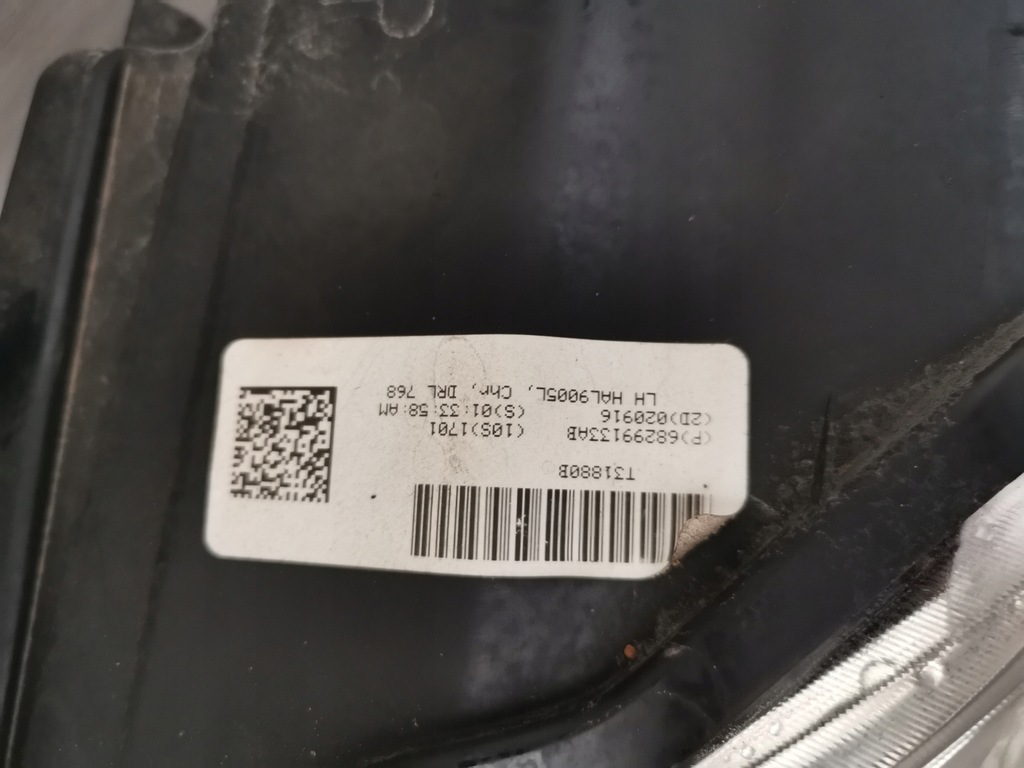 T31880B
(P)68299133AB (10S)1701
(2D)020916 (S)01:33:58:AM
LH HAL9005L, Chr, DRL 768